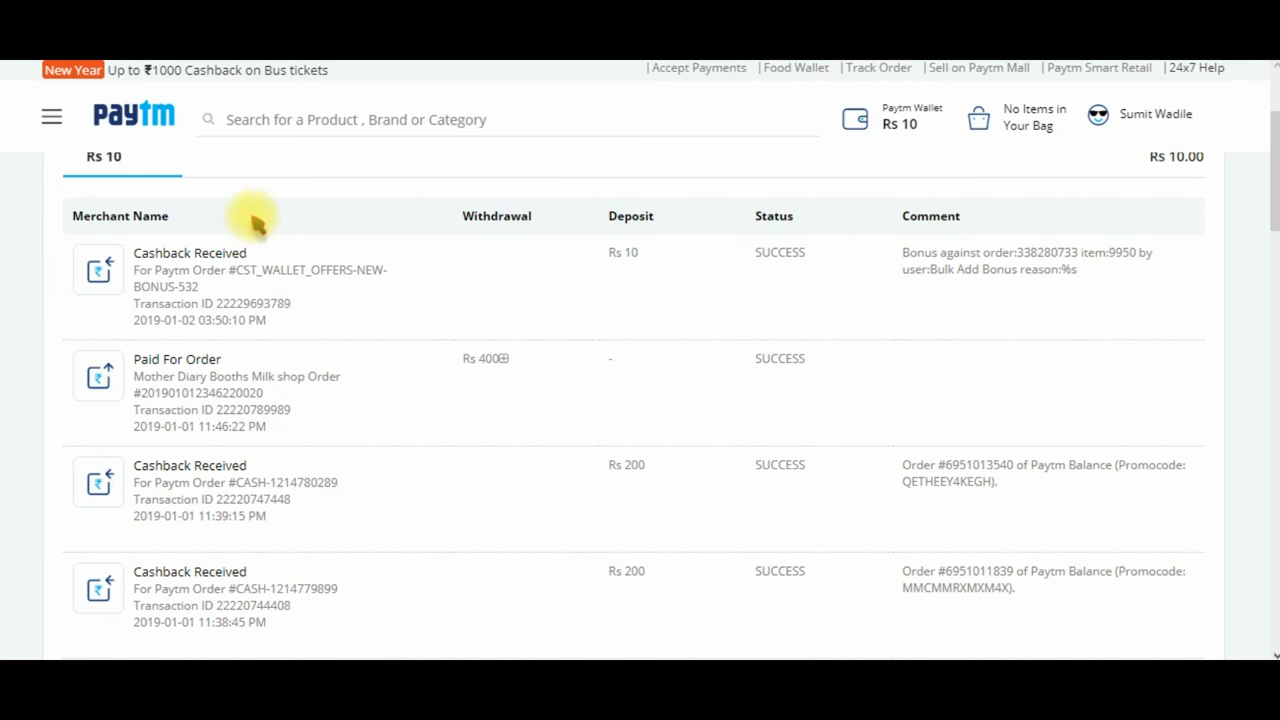 New Year Up to ₹1000 Cashback on Bus tickets | Accept Payments | Food Wallet | Track Order | Sell on Paytm Mall | Paytm Smart Retail | 24x7 Help
paytm Search for a Product , Brand or Category
Paytm Wallet
Rs 10
No Items in
Your Bag
Sumit Wadile
Rs 10 Rs 10.00
Merchant Name Withdrawal Deposit Status Comment
Cashback Received
For Paytm Order #CST_WALLET_OFFERS-NEW-
BONUS-532
Transaction ID 22229693789
2019-01-02 03:50:10 PM
Rs 10
SUCCESS
Bonus against order:338280733 item:9950 by
user:Bulk Add Bonus reason:%s
Paid For Order
Mother Diary Booths Milk shop Order
#201901012346220020
Transaction ID 22220789989
2019-01-01 11:46:22 PM
Rs 400
-
SUCCESS
Cashback Received
For Paytm Order #CASH-1214780289
Transaction ID 22220747448
2019-01-01 11:39:15 PM
Rs 200
SUCCESS
Order #6951013540 of Paytm Balance (Promocode:
QETHEEY4KEGH).
Cashback Received
For Paytm Order #CASH-1214779899
Transaction ID 22220744408
2019-01-01 11:38:45 PM
Rs 200
SUCCESS
Order #6951011839 of Paytm Balance (Promocode:
MMCMMRXMXM4X).